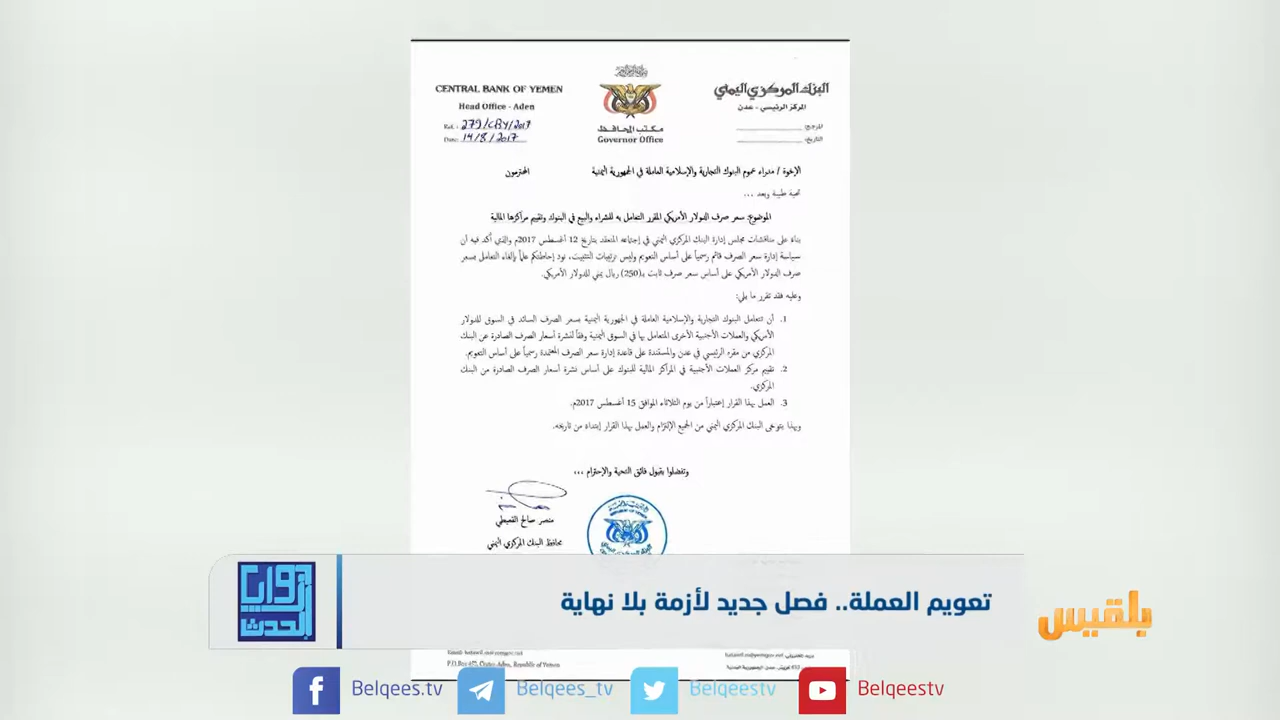 CENTRAL BANK OF YEMEN
Head Office - Aden
Ref. : 279/CBY/2017
Date: 14/8/2017
مكتب المحافظ
Governor Office
البنك المركزي اليمني
المركز الرئيسي - عدن
المرجع:
التاريخ:
الإخوة / مدراء عموم البنوك التجارية والإسلامية العاملة في الجمهورية اليمنية المحترمون
تحية طيبة وبعد ...
الموضوع: سعر صرف الدولار الأمريكي المقرر التعامل به للشراء والبيع في البنوك وتقييم مراكزها المالية
بناء على مناقشات مجلس إدارة البنك المركزي اليمني في إجتماعه المنعقد بتاريخ 12 أغسطس 2017م والذي أكد فيه أن
سياسة إدارة سعر الصرف قائم رسمياً على أساس التعويم وليس ترتيبات التثبيت، نود إحاطتكم علماً بإلغاء التعامل بسعر
صرف الدولار الأمريكي على أساس سعر صرف ثابت بـ(250) ريال يمني للدولار الأمريكي.
وعليه فقد تقرر ما يلي:
1. أن تتعامل البنوك التجارية والإسلامية العاملة في الجمهورية اليمنية بسعر الصرف السائد في السوق للدولار
الأمريكي والعملات الأجنبية الأخرى المتعامل بها في السوق اليمنية وفقاً لنشرة أسعار الصرف الصادرة عن البنك
المركزي من مقره الرئيسي في عدن والمستندة على قاعدة إدارة سعر الصرف المعتمدة رسمياً على أساس التعويم.
2. تقييم مركز العملات الأجنبية في المراكز المالية للبنوك على أساس نشرة أسعار الصرف الصادرة من البنك
المركزي.
3. العمل بهذا القرار إعتباراً من يوم الثلاثاء الموافق 15 أغسطس 2017م.
وبهذا يتوخى البنك المركزي اليمني من الجميع الإلتزام والعمل بهذا القرار إبتداء من تاريخه.
وتفضلوا بقبول فائق التحية والإحترام ،،،
منصر صالح القعيطي
محافظ البنك المركزي اليمني
زوايا الحدث
تعويم العملة.. فصل جديد لأزمة بلا نهاية
بلقيس
Belqees.tv
Belqees_tv
Belqeestv
Belqeestv